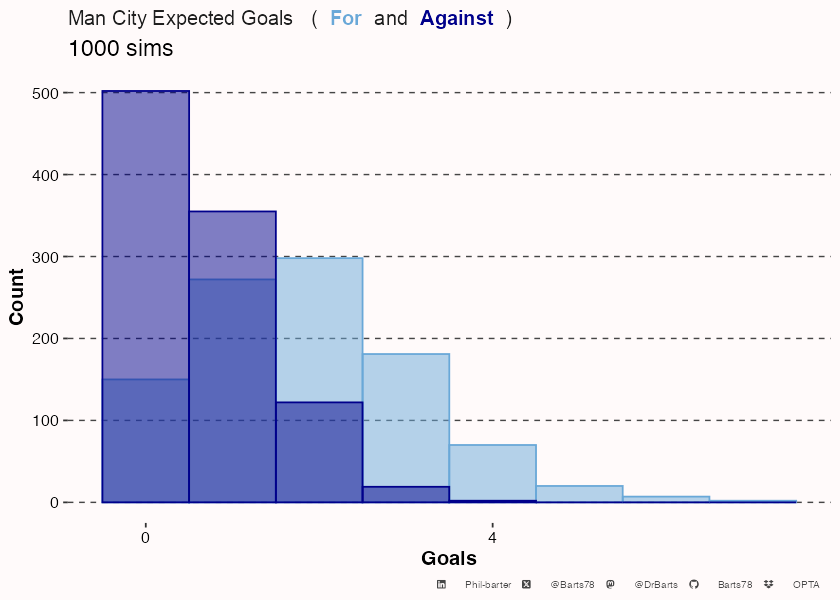 Man City Expected Goals ( For and Against )
1000 sims
500
400
300
200
100
0
Count
0 4
Goals
Phil-barter @Barts78 @DrBarts Barts78 OPTA